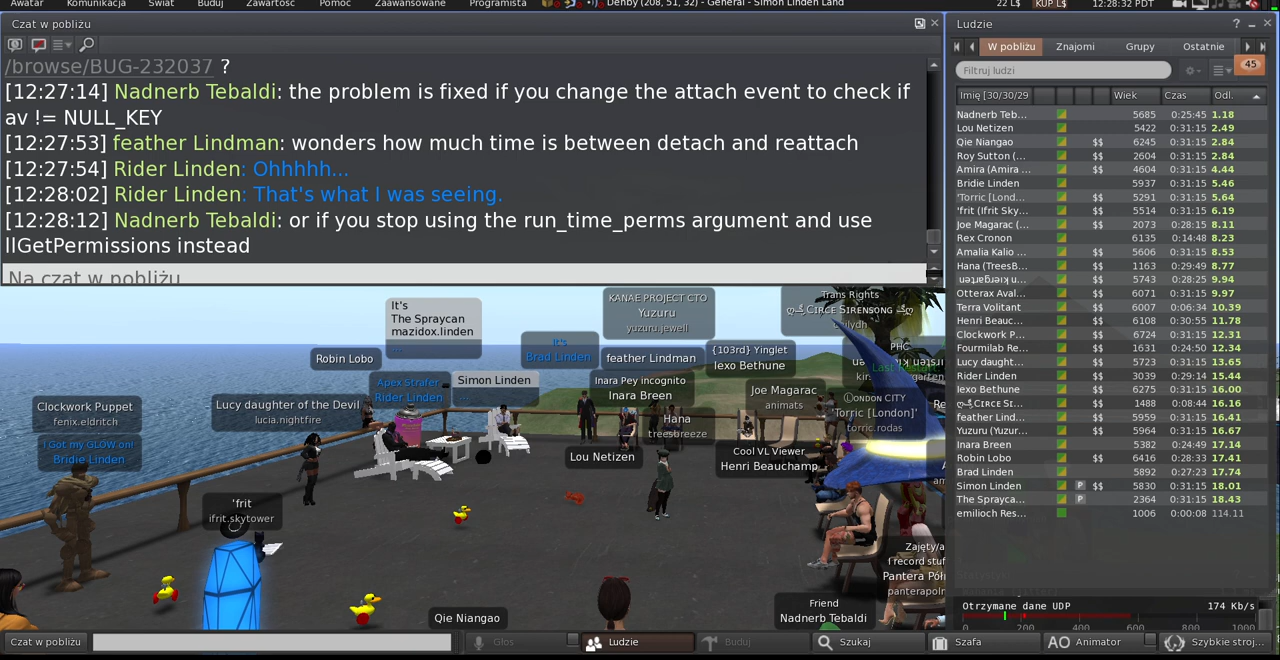 Awatar Komunikacja Świat Buduj Zawartość Pomoc Zaawansowane Programista Denby (208, 51, 32) - General - Simon Linden Land 22 L$ KUP L$ 12:28:32 PDT
Czat w pobliżu
/browse/BUG-232037 ?
[12:27:14] Nadnerb Tebaldi: the problem is fixed if you change the attach event to check if
av != NULL_KEY
[12:27:53] feather Lindman: wonders how much time is between detach and reattach
[12:27:54] Rider Linden: Ohhhhh...
[12:28:02] Rider Linden: That's what I was seeing.
[12:28:12] Nadnerb Tebaldi: or if you stop using the run_time_perms argument and use
llGetPermissions instead
Na czat w pobliżu
Ludzie
W pobliżu Znajomi Grupy Ostatnie
Filtruj ludzi
45
Imię [30/30/29 Wiek Czas Odl.
Nadnerb Teb... 5685 0:25:45 1.18
Lou Netizen 5422 0:31:15 2.49
Qie Niangao $$ 6245 0:31:15 2.84
Roy Sutton (... $$ 2604 0:31:15 2.84
Amira (Amira ... $$ 4604 0:31:15 4.44
Bridie Linden 5937 0:31:15 5.46
'Torric [Lond... $$ 5291 0:31:15 5.64
'frit (Ifrit Sky... $$ 5514 0:31:15 6.19
Joe Magarac (... $$ 2073 0:28:15 8.11
Rex Cronon 6135 0:14:48 8.23
Amalia Kalio ... $$ 5606 0:31:15 8.53
Hana (TreesB... $$ 1163 0:29:49 8.77
$$ 5743 0:28:25 9.94
Otterax Aval... $$ 6071 0:31:15 9.97
Terra Volitant $$ 6007 0:06:34 10.39
Henri Beauc... $$ 6108 0:30:55 11.78
Clockwork P... $$ 6724 0:31:15 12.31
Fourmilab Re... $$ 1631 0:24:50 12.34
Lucy daught... $$ 5723 0:31:15 13.65
Rider Linden $$ 3039 0:29:14 15.44
Iexo Bethune $$ 6275 0:31:15 16.00
ლ CIRCE SI... $$ 1488 0:08:44 16.16
feather Lind... $$ 5959 0:31:15 16.41
Yuzuru (Yuzur... $$ 5964 0:31:15 16.67
Inara Breen 5382 0:24:49 17.14
Robin Lobo $$ 6416 0:28:33 17.41
Brad Linden 5892 0:27:23 17.74
Simon Linden P $$ 5830 0:31:15 18.01
The Sprayca... P 2364 0:31:15 18.43
emilioch Res... 1006 0:00:08 114.11
Otrzymane dane UDP 174 Kb/s
0 200 400 600 1000
It's
The Spraycan
mazidox.linden
...
KANAE PROJECT CTO
Yuzuru
yuzuru.jewell
Trans Rights
CIRCE SIRENSONG
Robin Lobo
It's
Brad Linden
feather Lindman
{103rd} Yinglet
Iexo Bethune
PHC
Last Restart
Apex Strafer
Rider Linden
Simon Linden
...
Inara Pey incognito
Inara Breen
Joe Magarac
animats
LONDON CITY
'Torric [London]'
torric.rodas
Clockwork Puppet
fenix.eldritch
Lucy daughter of the Devil
lucia.nightfire
Hana
treesbreeze
I Got my GLOW on!
Bridie Linden
Lou Netizen
Cool VL Viewer
Henri Beauchamp
'frit
ifrit.skytower
Zajęty/a
I record stuf
Pantera Półn
panterapoln
Qie Niangao
Friend
Nadnerb Tebaldi
Czat w pobliżu Głos Ludzie Buduj Szukaj Szafa AO Animator Szybkie stroj...